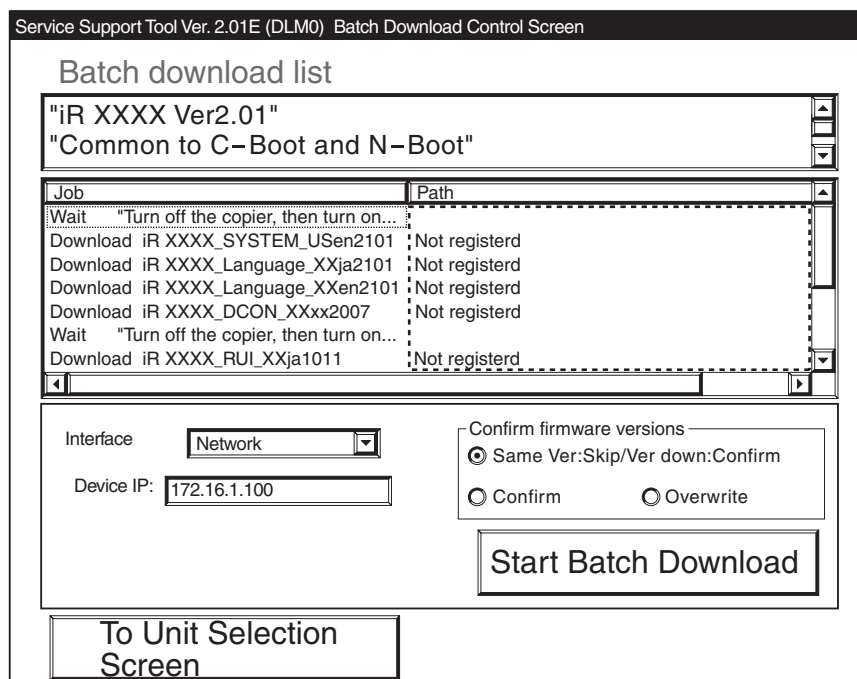 Service Support Tool Ver. 2.01E (DLM0)  Batch Download Control Screen
Batch download list
"iR XXXX Ver2.01"
"Common to C-Boot and N-Boot"
Job Path
Wait "Turn off the copier, then turn on...
Download iR XXXX_SYSTEM_USen2101 Not registerd
Download iR XXXX_Language_XXja2101 Not registerd
Download iR XXXX_Language_XXen2101 Not registerd
Download iR XXXX_DCON_XXxx2007 Not registerd
Wait "Turn off the copier, then turn on...
Download iR XXXX_RUI_XXja1011 Not registerd
Interface Network
Device IP: 172.16.1.100
Confirm firmware versions
Same Ver:Skip/Ver down:Confirm
Confirm Overwrite
Start Batch Download
To Unit Selection
Screen